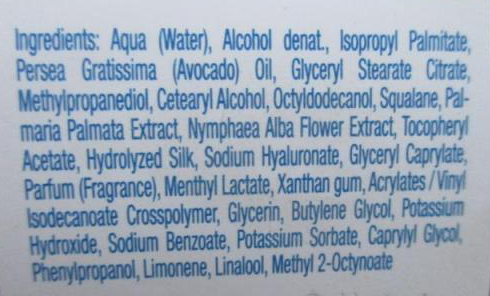 Ingredients: Aqua (Water), Alcohol denat., Isopropyl Palmitate,
Persea Gratissima (Avocado) Oil, Glyceryl Stearate Citrate,
Methylpropanediol, Cetearyl Alcohol, Octyldodecanol, Squalane, Pal-
maria Palmata Extract, Nymphaea Alba Flower Extract, Tocopheryl
Acetate, Hydrolyzed Silk, Sodium Hyaluronate, Glyceryl Caprylate,
Parfum (Fragrance), Menthyl Lactate, Xanthan gum, Acrylates / Vinyl
Isodecanoate Crosspolymer, Glycerin, Butylene Glycol, Potassium
Hydroxide, Sodium Benzoate, Potassium Sorbate, Caprylyl Glycol,
Phenylpropanol, Limonene, Linalool, Methyl 2-Octynoate